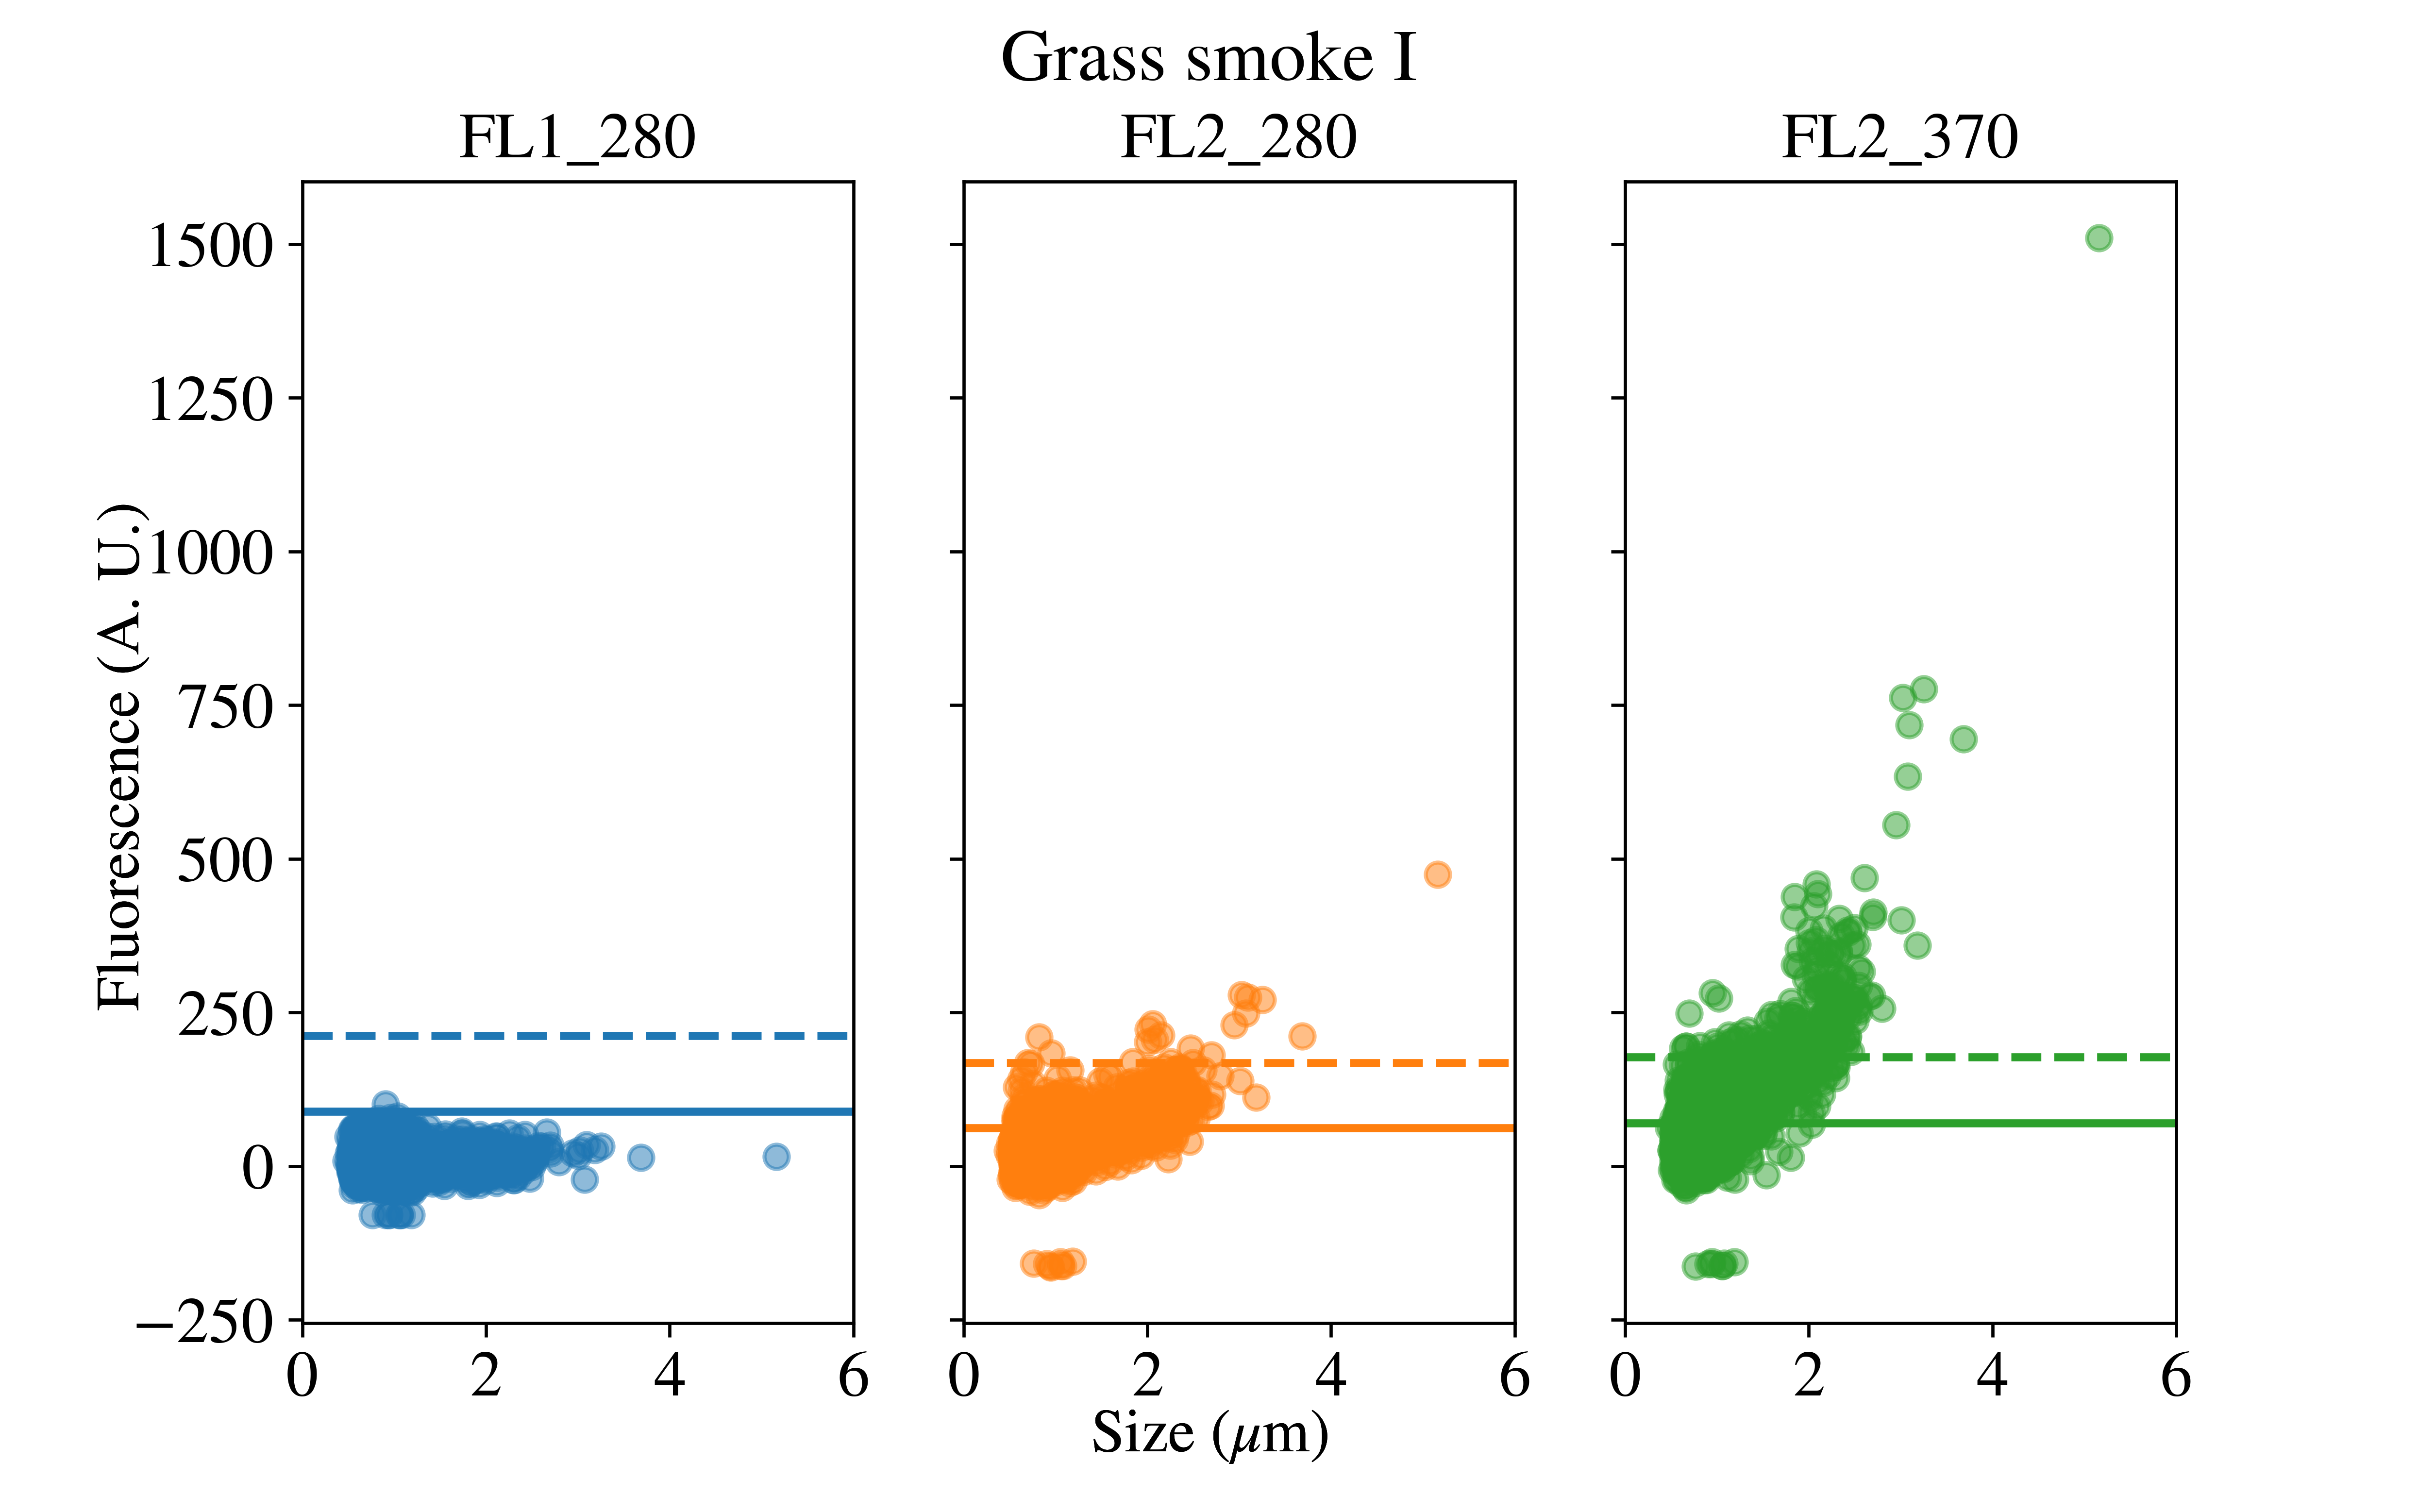 Grass smoke I
FL1_280 FL2_280 FL2_370
1500
1250
1000
750
500
250
0
−250
Fluorescence (A. U.)
0 2 4 6 0 2 4 6 0 2 4 6
Size (μm)